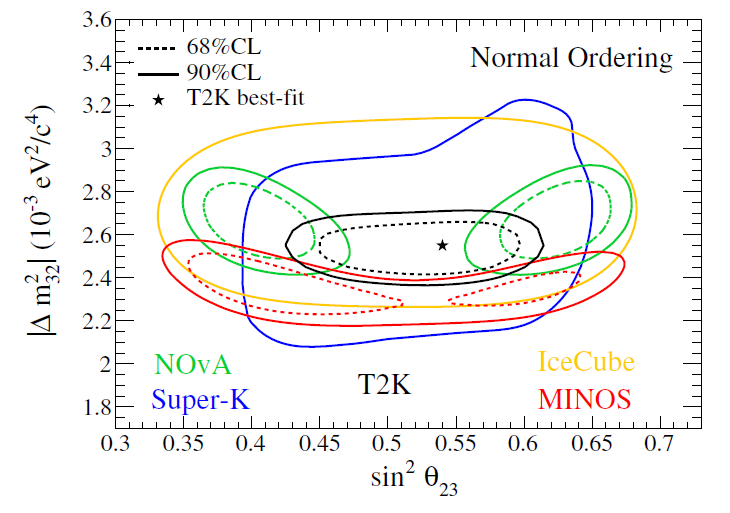 3.6
3.4
3.2
3
2.8
2.6
2.4
2.2
2
1.8
|Δ m²₃₂| (10⁻³ eV²/c⁴)
68%CL
90%CL
T2K best-fit
Normal Ordering
NOvA
Super-K
T2K
IceCube
MINOS
0.3 0.35 0.4 0.45 0.5 0.55 0.6 0.65 0.7
sin² θ₂₃